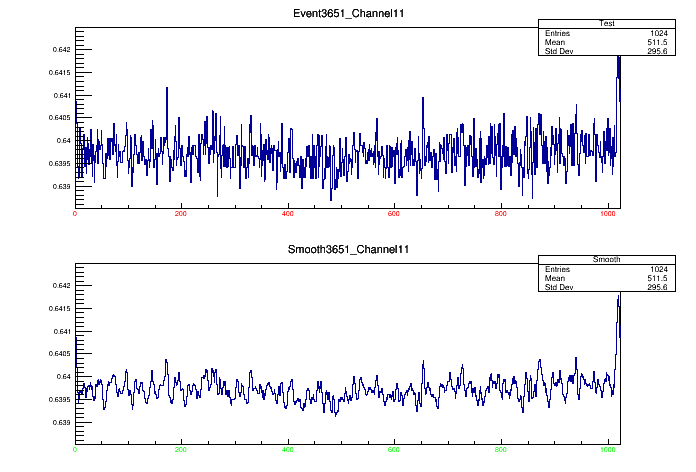 Event3651_Channel11
Test
Entries 1024
Mean 511.5
Std Dev 295.6
0.642
0.6415
0.641
0.6405
0.64
0.6395
0.639
0 200 400 600 800 1000
Smooth3651_Channel11
Smooth
Entries 1024
Mean 511.5
Std Dev 295.6
0.642
0.6415
0.641
0.6405
0.64
0.6395
0.639
0 200 400 600 800 1000